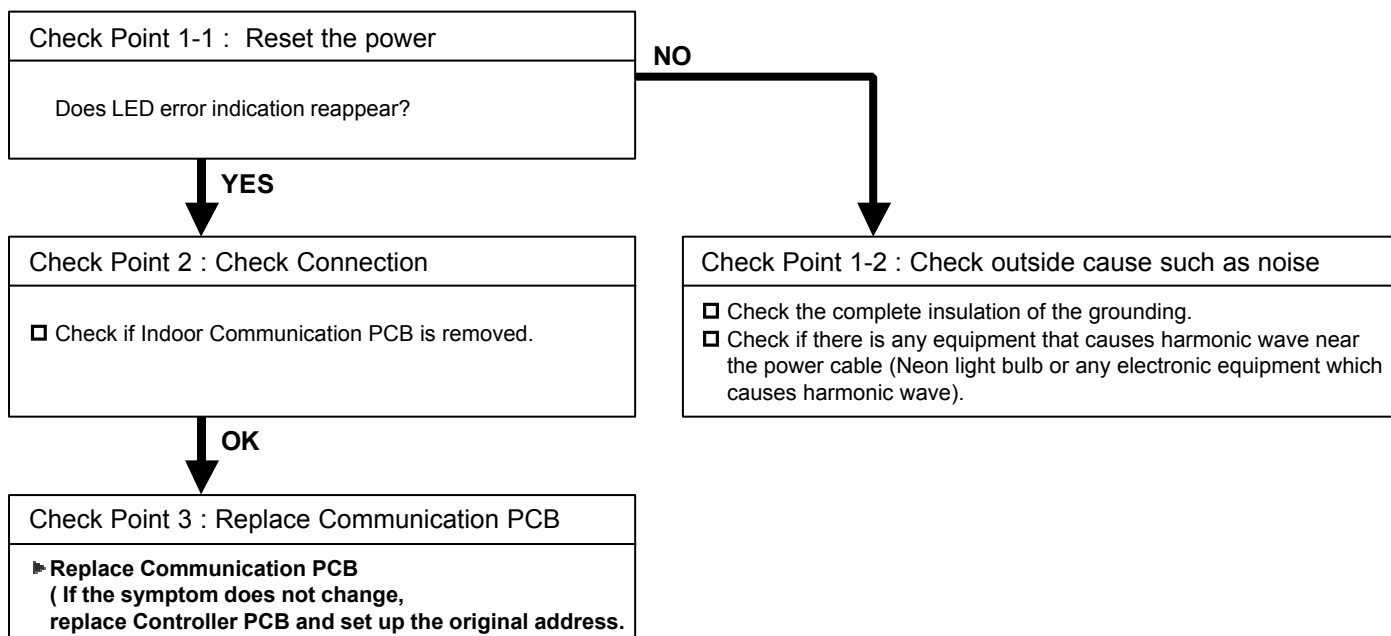 Check Point 1-1 : Reset the power
Does LED error indication reappear?
NO
YES
Check Point 2 : Check Connection
☐ Check if Indoor Communication PCB is removed.
Check Point 1-2 : Check outside cause such as noise
☐ Check the complete insulation of the grounding.
☐ Check if there is any equipment that causes harmonic wave near
the power cable (Neon light bulb or any electronic equipment which
causes harmonic wave).
OK
Check Point 3 : Replace Communication PCB
▶ Replace Communication PCB
( If the symptom does not change,
replace Controller PCB and set up the original address.